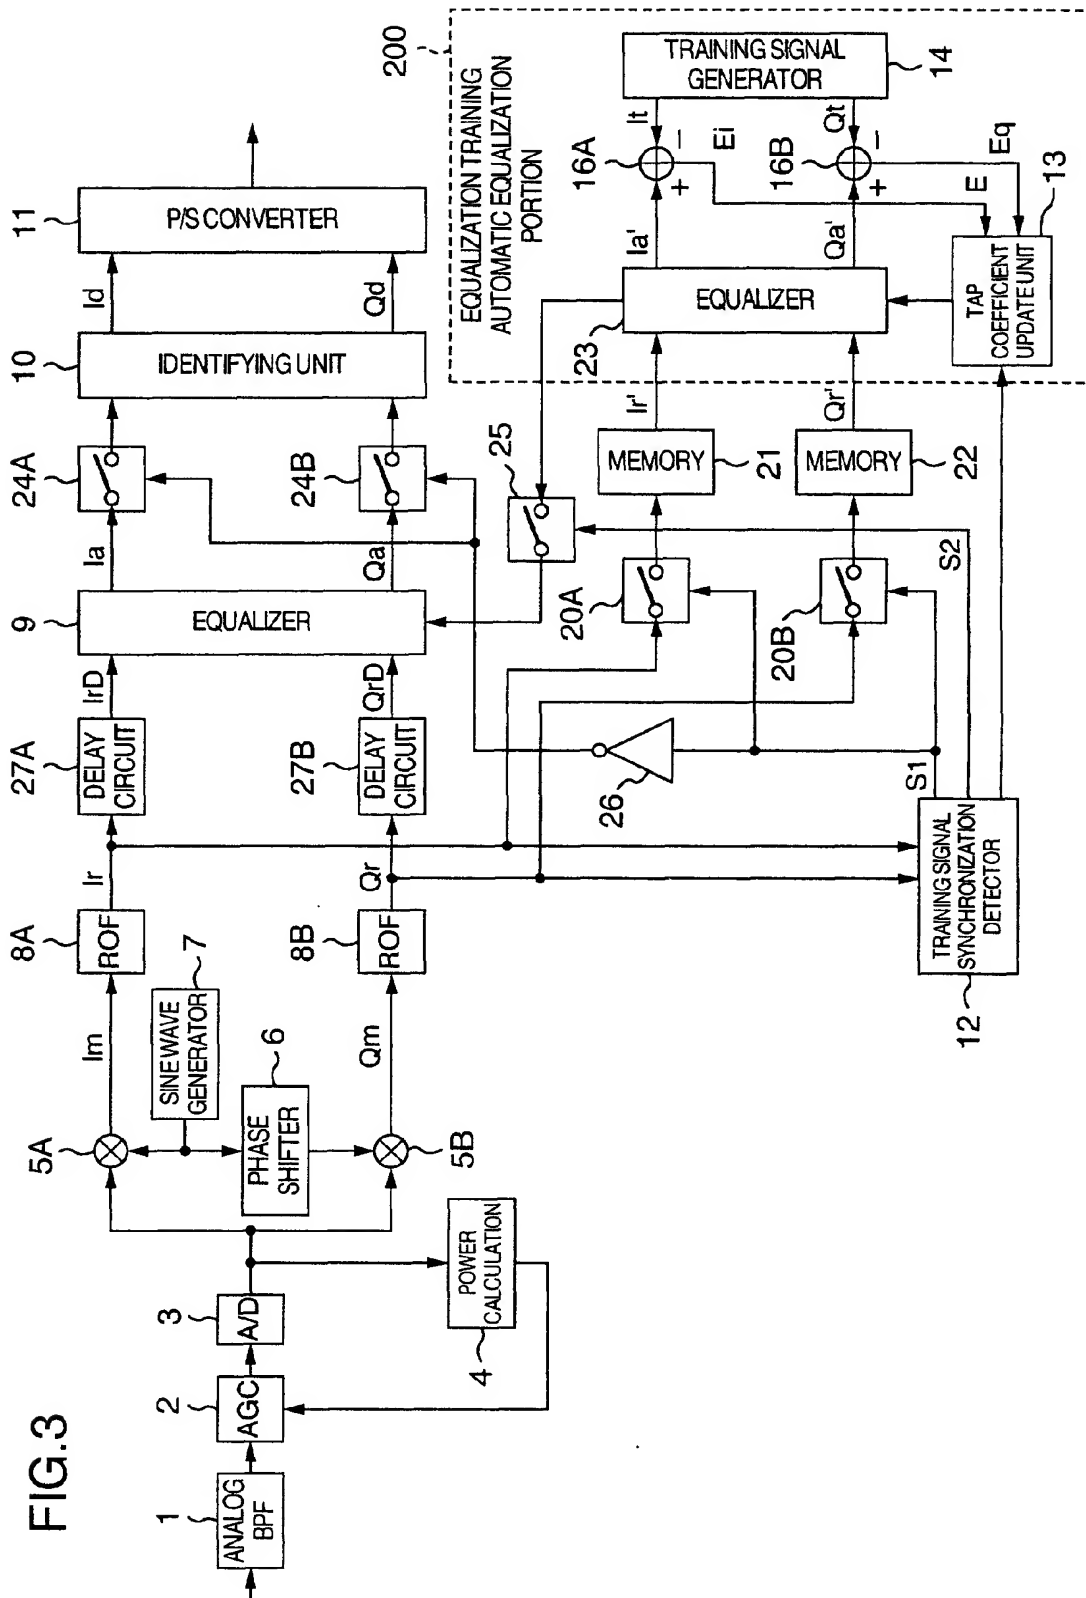 FIG.3
1
ANALOG
BPF
2
AGC
3
A/D
4
POWER
CALCULATION
5A
5B
6
PHASE
SHIFTER
7
SINE WAVE
GENERATOR
Im
Qm
8A
ROF
8B
ROF
Ir
Qr
27A
DELAY
CIRCUIT
27B
DELAY
CIRCUIT
IrD
QrD
9
EQUALIZER
Ia
Qa
24A
24B
10
IDENTIFYING UNIT
Id
Qd
11
P/S CONVERTER
12
TRAINING SIGNAL
SYNCHRONIZATION
DETECTOR
S1
S2
26
20A
20B
25
MEMORY
21
MEMORY
22
Ir'
Qr'
200
EQUALIZATION TRAINING
AUTOMATIC EQUALIZATION
PORTION
23
EQUALIZER
Ia'
Qa'
16A
+
−
16B
+
−
It
Qt
Ei
Eq
E
TRAINING SIGNAL
GENERATOR
14
TAP
COEFFICIENT
UPDATE UNIT
13